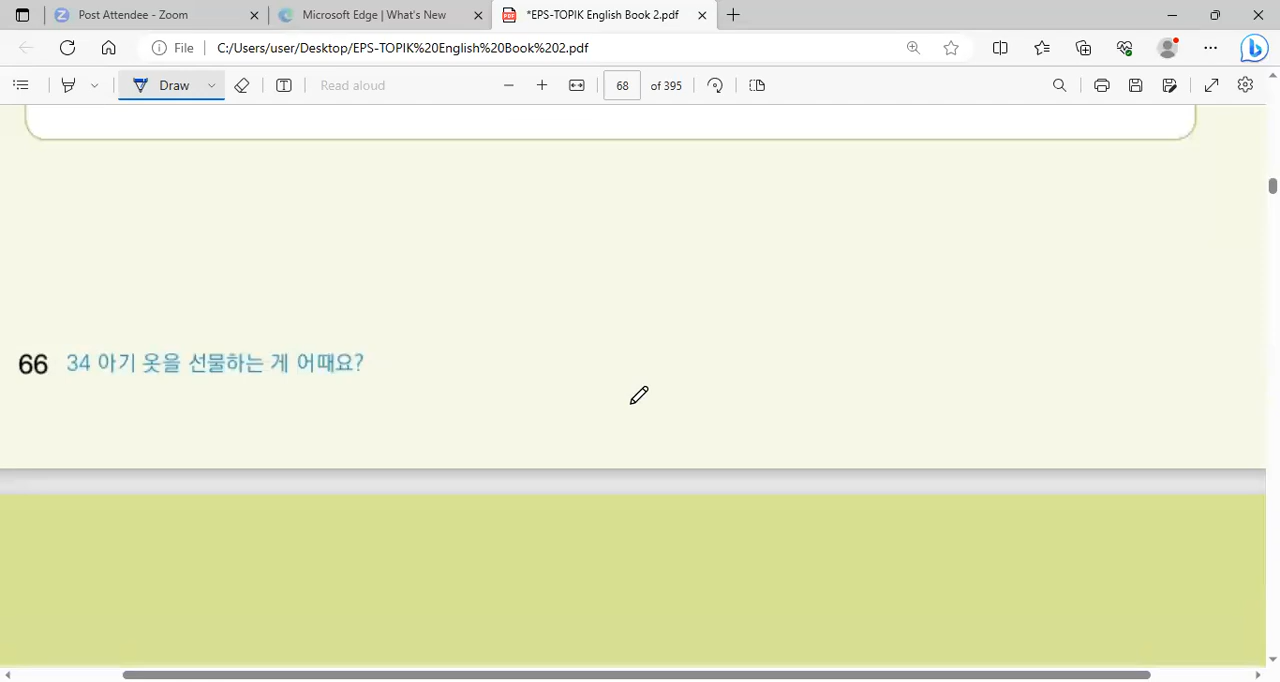 Post Attendee - Zoom
Microsoft Edge | What's New
*EPS-TOPIK English Book 2.pdf
File
C:/Users/user/Desktop/EPS-TOPIK%20English%20Book%202.pdf
Draw
Read aloud
68 of 395
66 34 아기 옷을 선물하는 게 어때요?